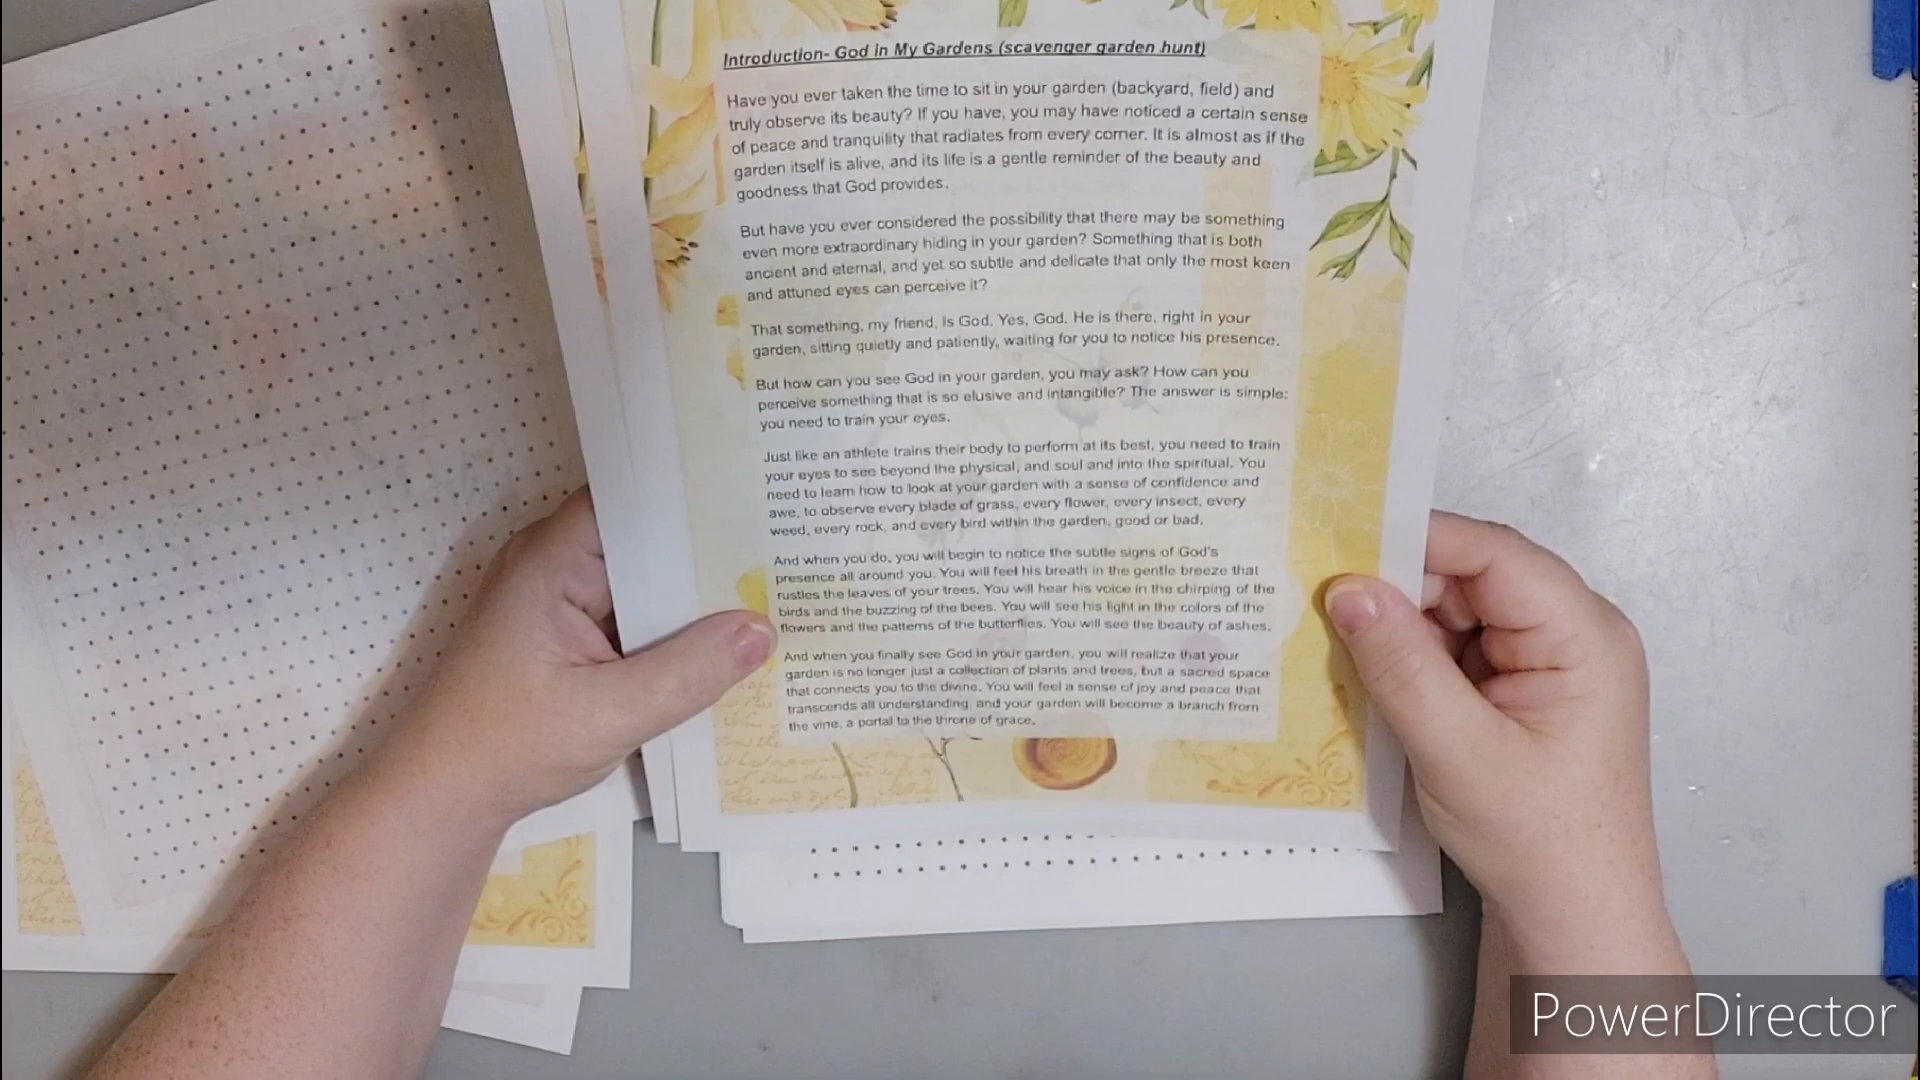 Introduction- God in My Gardens (scavenger garden hunt)
Have you ever taken the time to sit in your garden (backyard, field) and
truly observe its beauty? If you have, you may have noticed a certain sense
of peace and tranquility that radiates from every corner. It is almost as if the
garden itself is alive, and its life is a gentle reminder of the beauty and
goodness that God provides.
But have you ever considered the possibility that there may be something
even more extraordinary hiding in your garden? Something that is both
ancient and eternal, and yet so subtle and delicate that only the most keen
and attuned eyes can perceive it?
That something, my friend, is God. Yes, God. He is there, right in your
garden, sitting quietly and patiently, waiting for you to notice his presence.
But how can you see God in your garden, you may ask? How can you
perceive something that is so elusive and intangible? The answer is simple:
you need to train your eyes.
Just like an athlete trains their body to perform at its best, you need to train
your eyes to see beyond the physical, and soul and into the spiritual. You
need to learn how to look at your garden with a sense of confidence and
awe, to observe every blade of grass, every flower, every insect, every
weed, every rock, and every bird within the garden, good or bad.
And when you do, you will begin to notice the subtle signs of God's
presence all around you. You will feel his breath in the gentle breeze that
rustles the leaves of your trees. You will hear his voice in the chirping of the
birds and the buzzing of the bees. You will see his light in the colors of the
flowers and the patterns of the butterflies. You will see the beauty of ashes.
And when you finally see God in your garden, you will realize that your
garden is no longer just a collection of plants and trees, but a sacred space
that connects you to the divine. You will feel a sense of joy and peace that
transcends all understanding, and your garden will become a branch from
the vine, a portal to the throne of grace.
PowerDirector